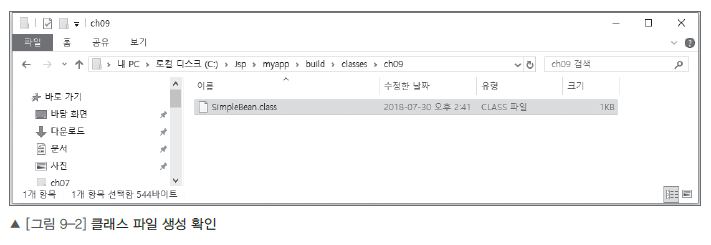 ch09
파일 홈 공유 보기
내 PC > 로컬 디스크 (C:) > Jsp > myapp > build > classes > ch09
ch09 검색
이름 수정한 날짜 유형 크기
바로 가기
SimpleBean.class 2018-07-30 오후 2:41 CLASS 파일 1KB
바탕 화면
다운로드
문서
사진
ch07
1개 항목 1개 항목 선택함 544바이트
▲ [그림 9-2] 클래스 파일 생성 확인